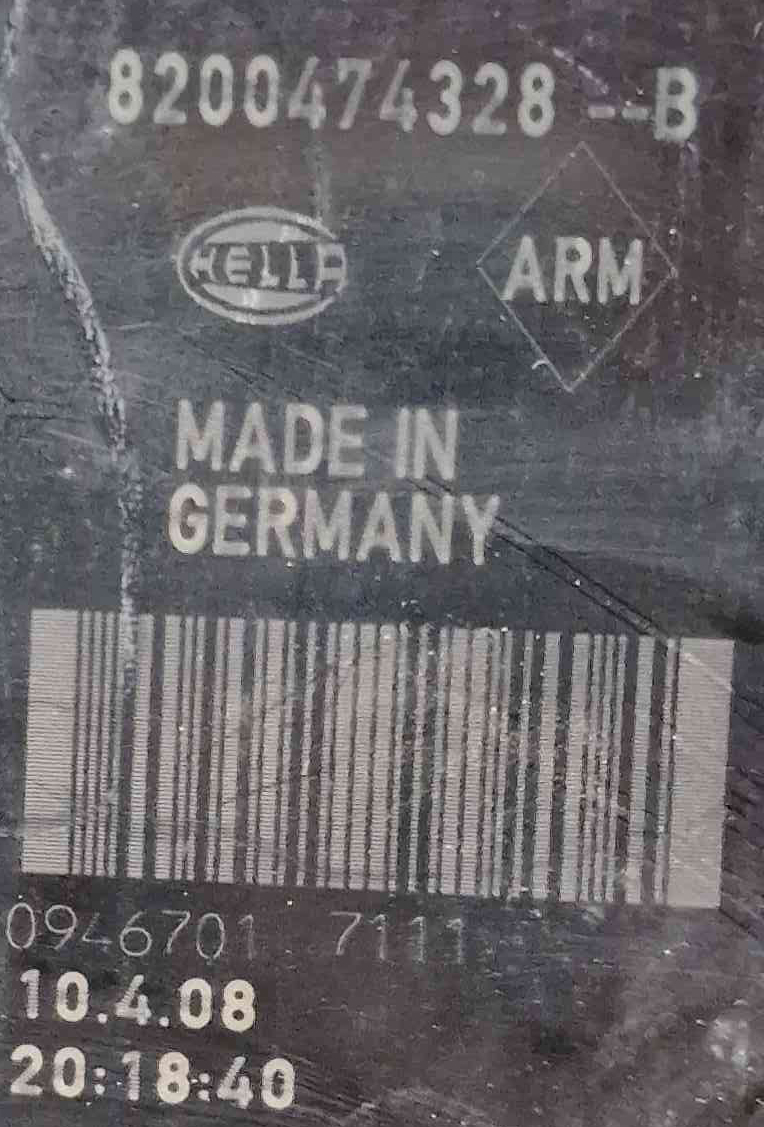 8200474328 --B
HELLA ARM
MADE IN
GERMANY
0946701 7111
10.4.08
20:18:40